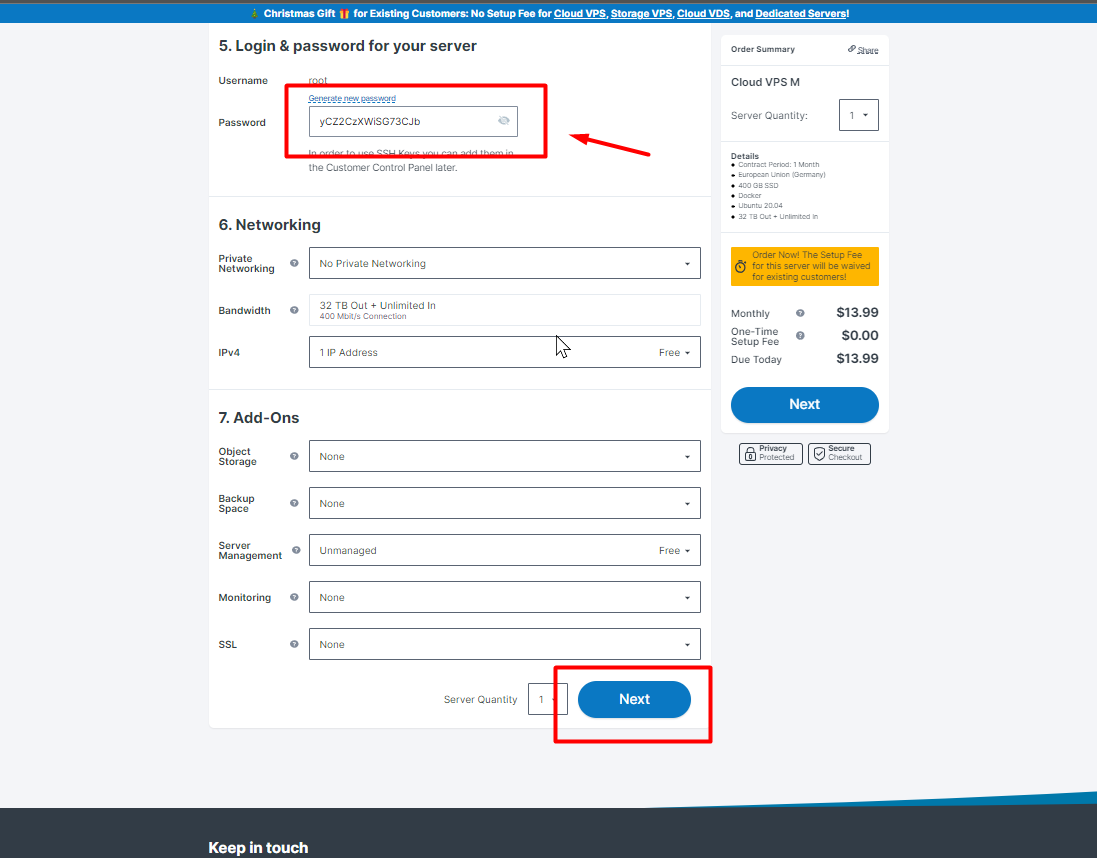 Christmas Gift for Existing Customers: No Setup Fee for Cloud VPS, Storage VPS, Cloud VDS, and Dedicated Servers!
5. Login & password for your server
Username
root
Generate new password
Password
yCZ2CzXWiSG73CJb
In order to use SSH Keys you can add them in
the Customer Control Panel later.
6. Networking
Private
Networking
No Private Networking
Bandwidth
32 TB Out + Unlimited In
400 Mbit/s Connection
IPv4
1 IP Address
Free
7. Add-Ons
Object
Storage
None
Backup
Space
None
Server
Management
Unmanaged
Free
Monitoring
None
SSL
None
Server Quantity
1
Next
Order Summary
Share
Cloud VPS M
Server Quantity:
1
Details
Contract Period: 1 Month
European Union (Germany)
400 GB SSD
Docker
Ubuntu 20.04
32 TB Out + Unlimited In
Order Now! The Setup Fee
for this server will be waived
for existing customers!
Monthly
$13.99
One-Time
Setup Fee
$0.00
Due Today
$13.99
Next
Privacy
Protected
Secure
Checkout
Keep in touch